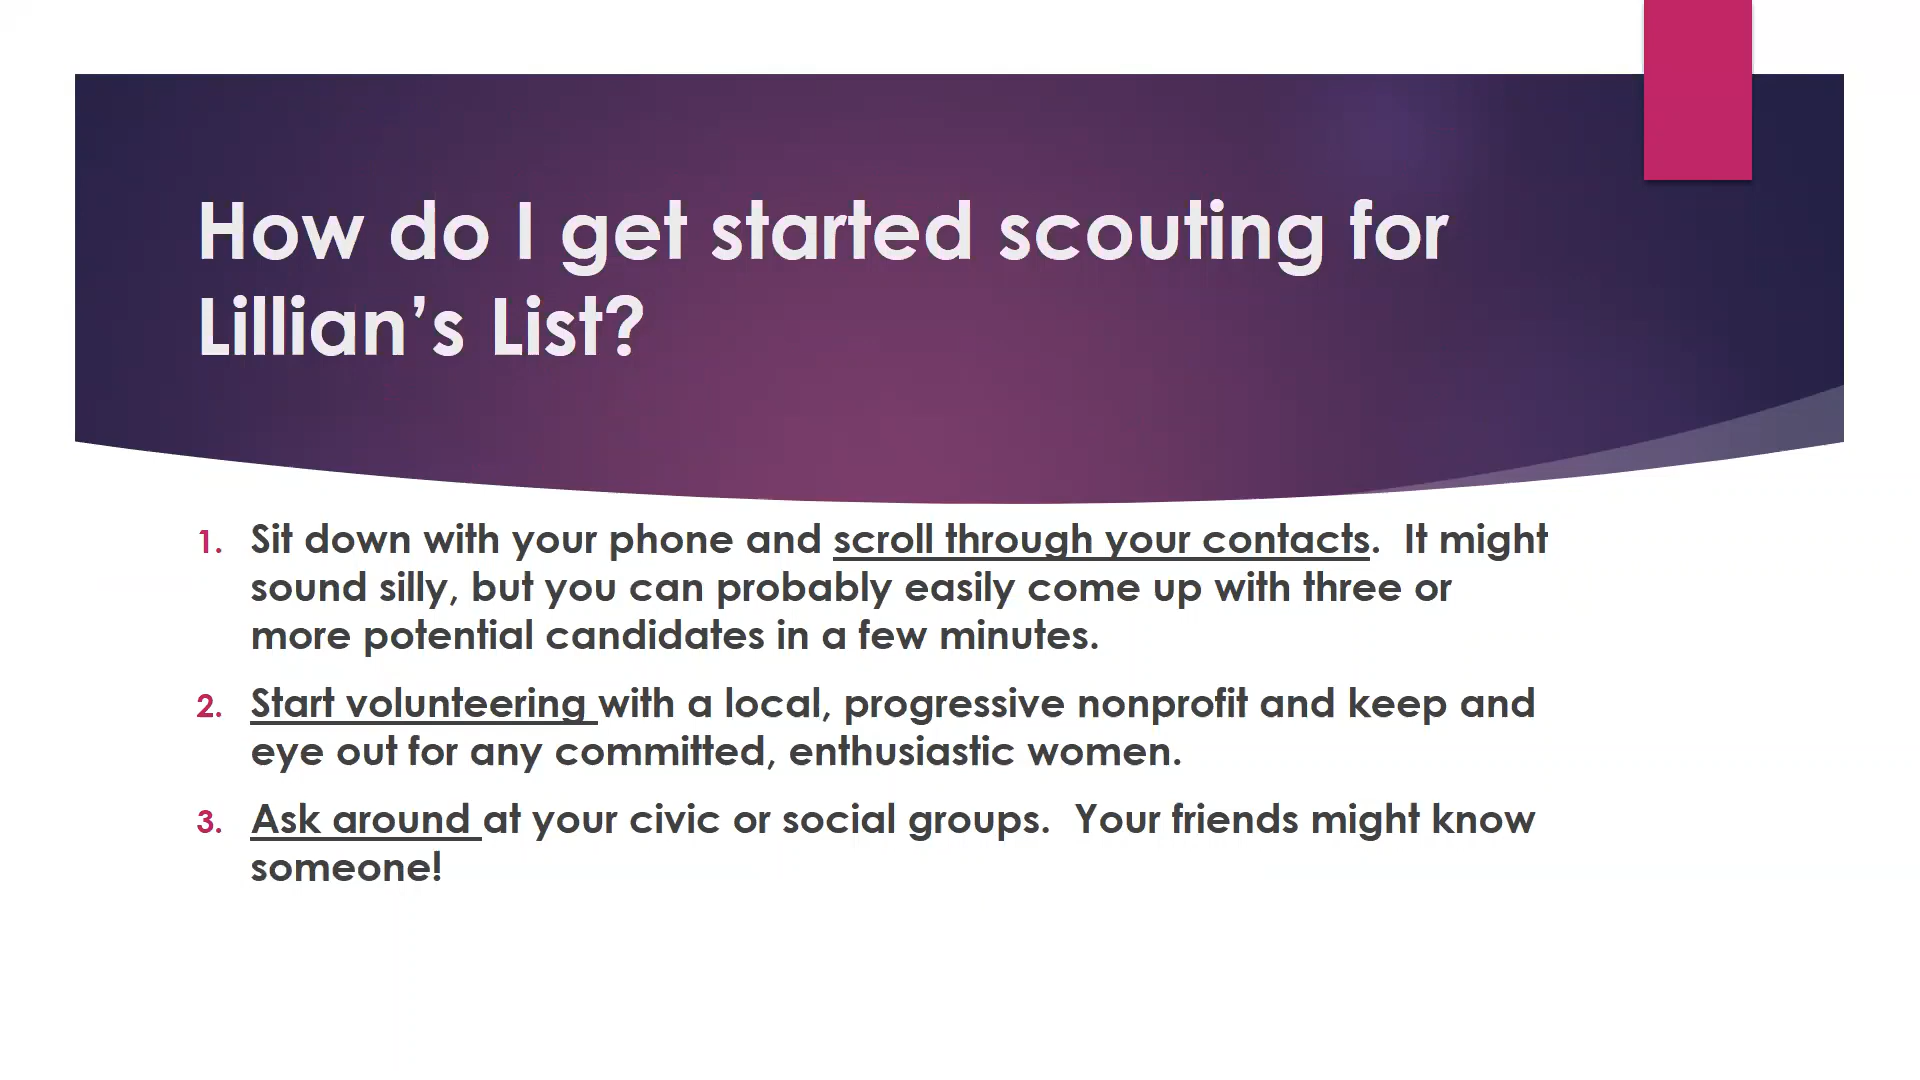 How do I get started scouting for
Lillian’s List?
1. Sit down with your phone and scroll through your contacts.  It might
sound silly, but you can probably easily come up with three or
more potential candidates in a few minutes.
2. Start volunteering with a local, progressive nonprofit and keep and
eye out for any committed, enthusiastic women.
3. Ask around at your civic or social groups.  Your friends might know
someone!